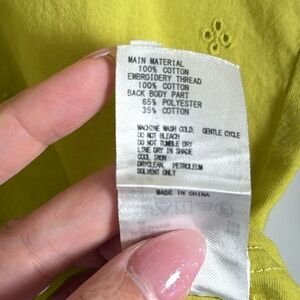 MAIN MATERIAL
100% COTTON
EMBROIDERY THREAD
100% COTTON
BACK BODY PART
65% POLYESTER
35% COTTON
MACHINE WASH COLD, GENTLE CYCLE
DO NOT BLEACH
DO NOT TUMBLE DRY
LINE DRY IN SHADE
COOL IRON
DRYCLEAN, PETROLEUM
SOLVENT ONLY
MADE IN CHINA